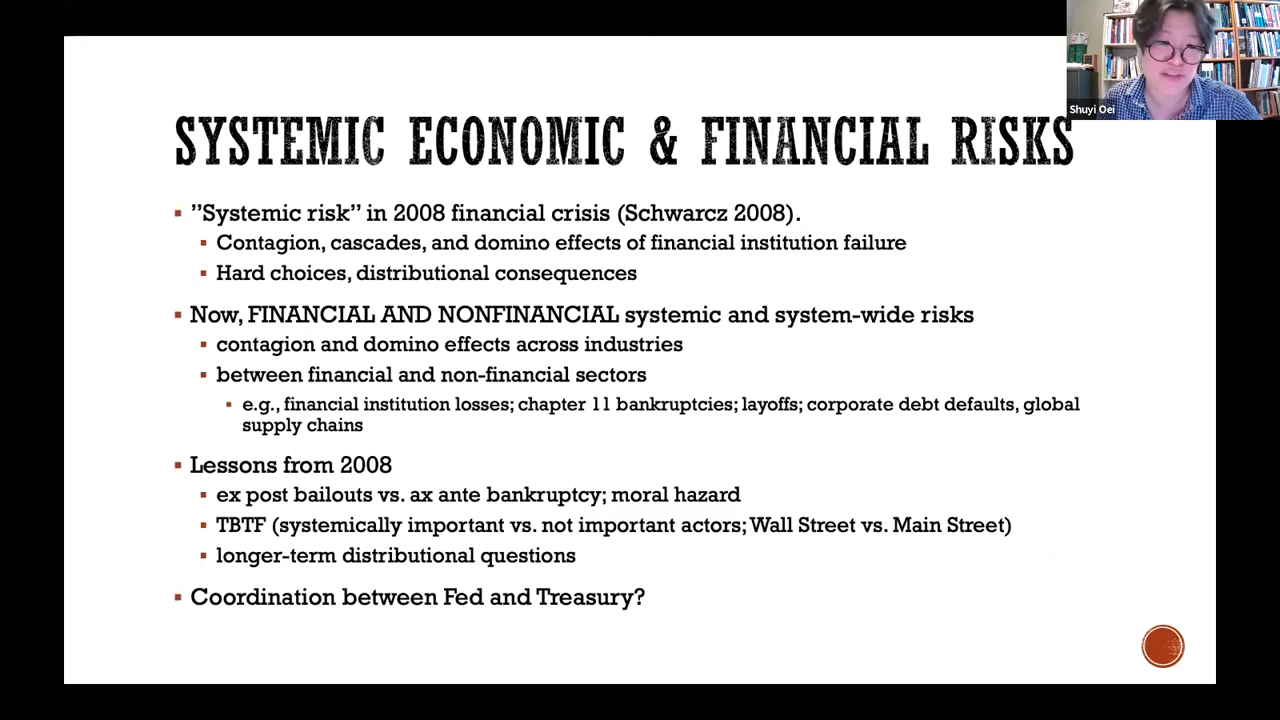 Shuyi Oei
SYSTEMIC ECONOMIC & FINANCIAL RISKS
▪ ”Systemic risk” in 2008 financial crisis (Schwarcz 2008).
▪ Contagion, cascades, and domino effects of financial institution failure
▪ Hard choices, distributional consequences
▪ Now, FINANCIAL AND NONFINANCIAL systemic and system-wide risks
▪ contagion and domino effects across industries
▪ between financial and non-financial sectors
▪ e.g., financial institution losses; chapter 11 bankruptcies; layoffs; corporate debt defaults, global
supply chains
▪ Lessons from 2008
▪ ex post bailouts vs. ax ante bankruptcy; moral hazard
▪ TBTF (systemically important vs. not important actors; Wall Street vs. Main Street)
▪ longer-term distributional questions
▪ Coordination between Fed and Treasury?